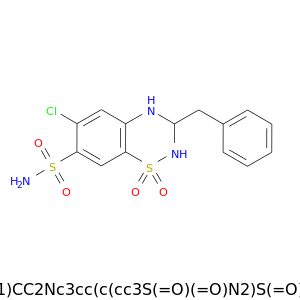 H
N
Cl
O
NH
S
S
H2N
O
O
O
1)CC2Nc3cc(c(cc3S(=O)(=O)N2)S(=O)